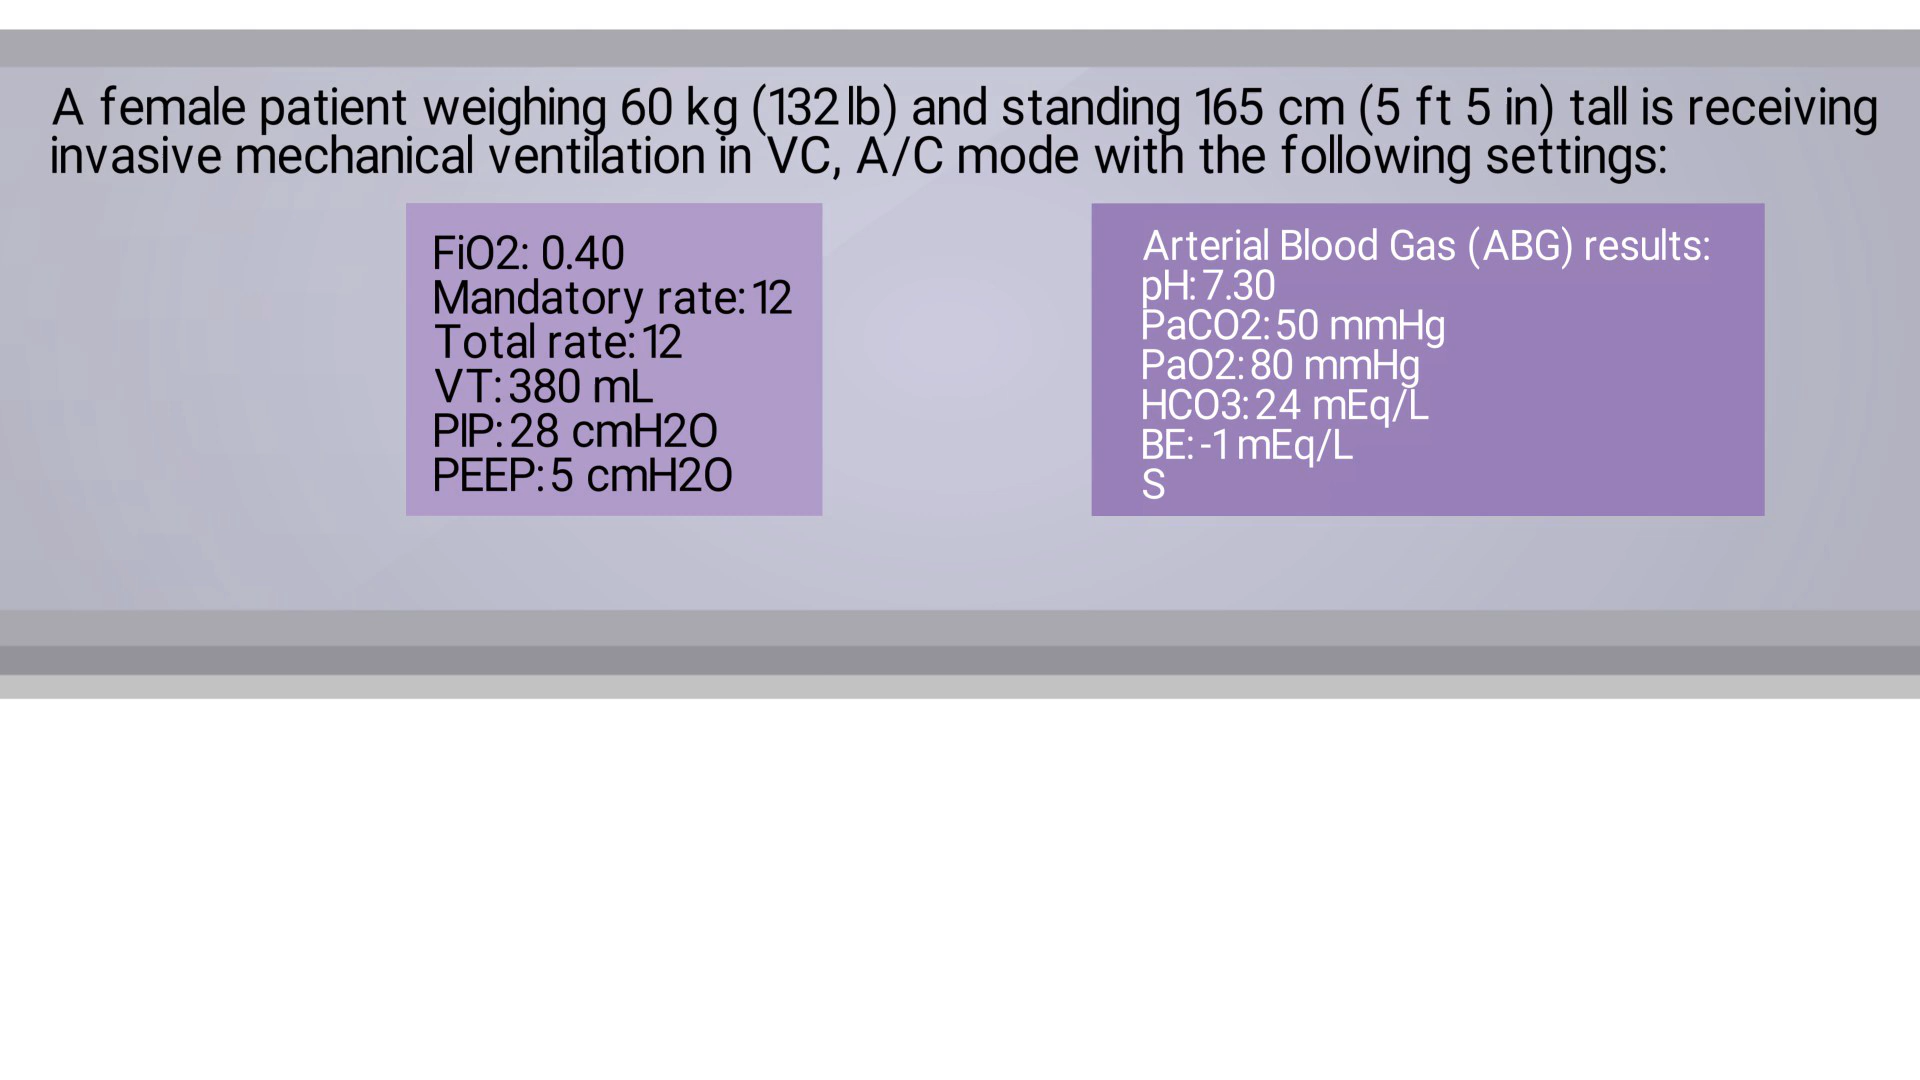 A female patient weighing 60 kg (132 lb) and standing 165 cm (5 ft 5 in) tall is receiving
invasive mechanical ventilation in VC, A/C mode with the following settings:
FiO2: 0.40
Mandatory rate: 12
Total rate: 12
VT: 380 mL
PIP: 28 cmH2O
PEEP: 5 cmH2O
Arterial Blood Gas (ABG) results:
pH: 7.30
PaCO2: 50 mmHg
PaO2: 80 mmHg
HCO3: 24 mEq/L
BE: -1 mEq/L
S